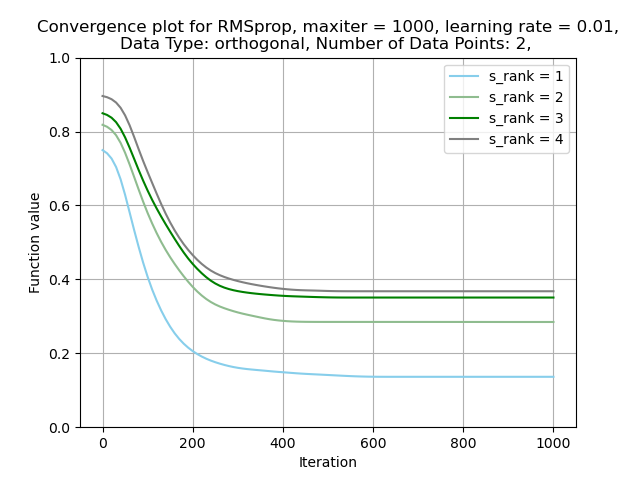 Convergence plot for RMSprop, maxiter = 1000, learning rate = 0.01,
Data Type: orthogonal, Number of Data Points: 2,
1.0
0.8
0.6
0.4
0.2
0.0
Function value
s_rank = 1
s_rank = 2
s_rank = 3
s_rank = 4
0
200
400
600
800
1000
Iteration